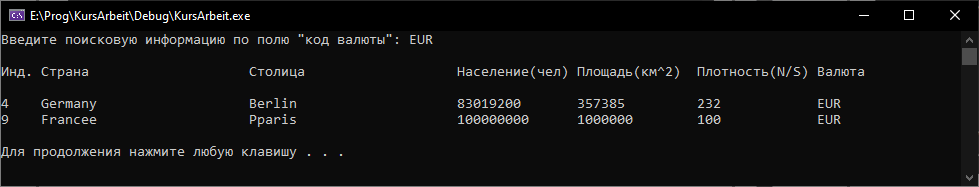 E:\Prog\KursArbeit\Debug\KursArbeit.exe
Введите поисковую информацию по полю "код валюты": EUR
Инд. Страна Столица Население(чел) Площадь(км^2) Плотность(N/S) Валюта
4 Germany Berlin 83019200 357385 232 EUR
9 Francee Pparis 100000000 1000000 100 EUR
Для продолжения нажмите любую клавишу . . .